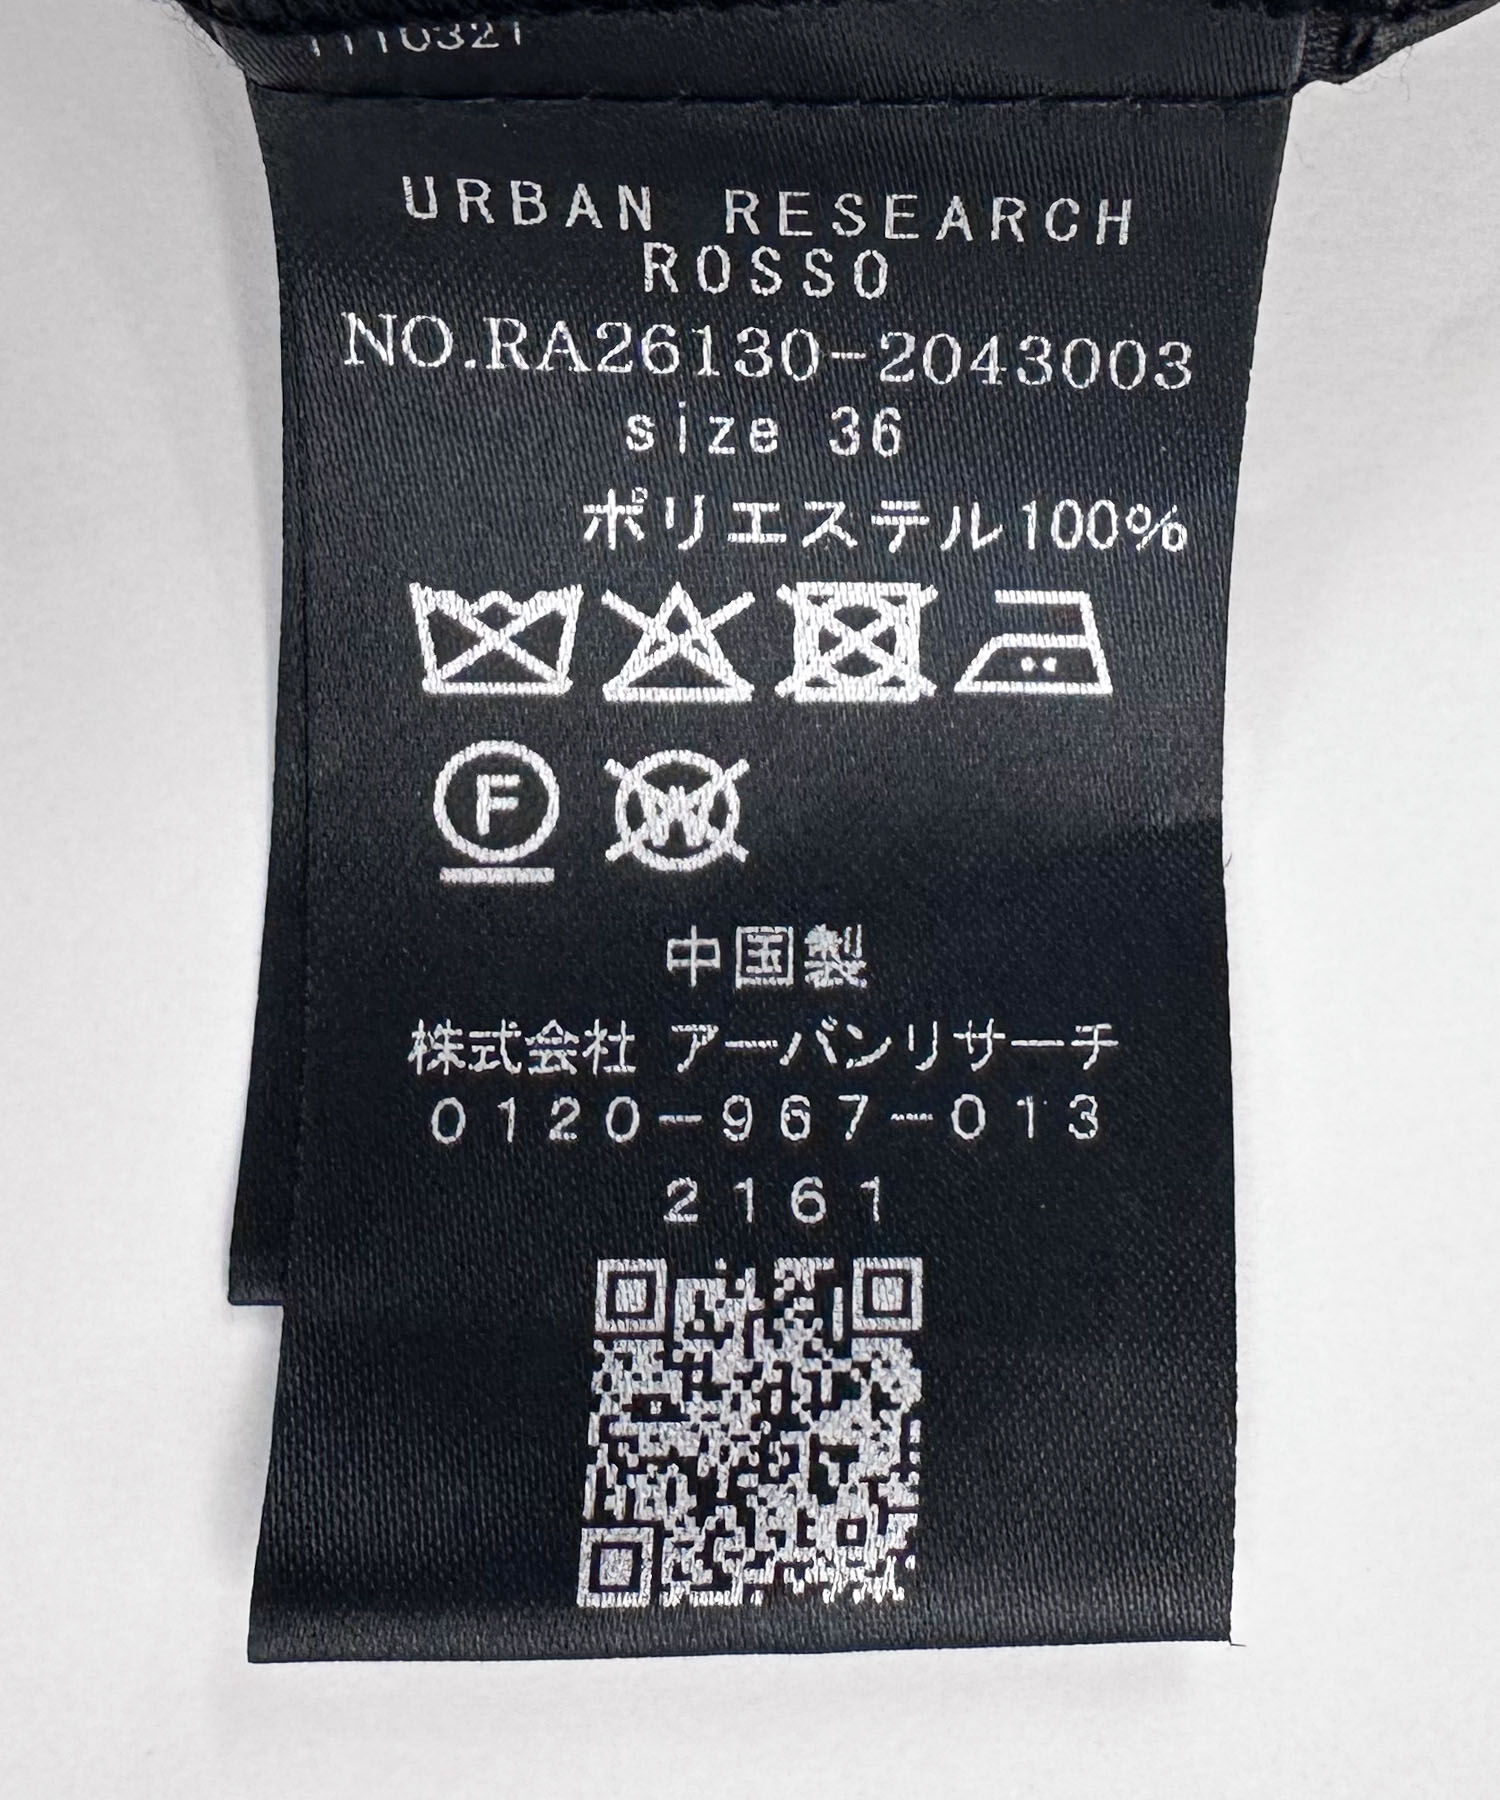 1110321
URBAN RESEARCH
ROSSO
NO.RA26130-2043003
size 36
ポリエステル100%
F
W
中国製
株式会社 アーバンリサーチ
0120-967-013
2161